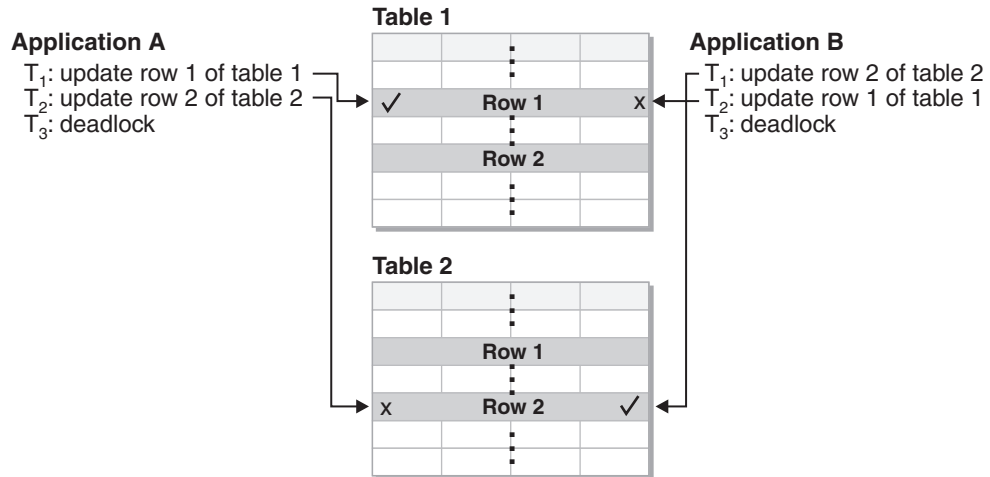 Table 1
Application A
T₁: update row 1 of table 1
T₂: update row 2 of table 2
T₃: deadlock
Application B
T₁: update row 2 of table 2
T₂: update row 1 of table 1
T₃: deadlock
✓ Row 1 x
Row 2
Table 2
Row 1
x Row 2 ✓